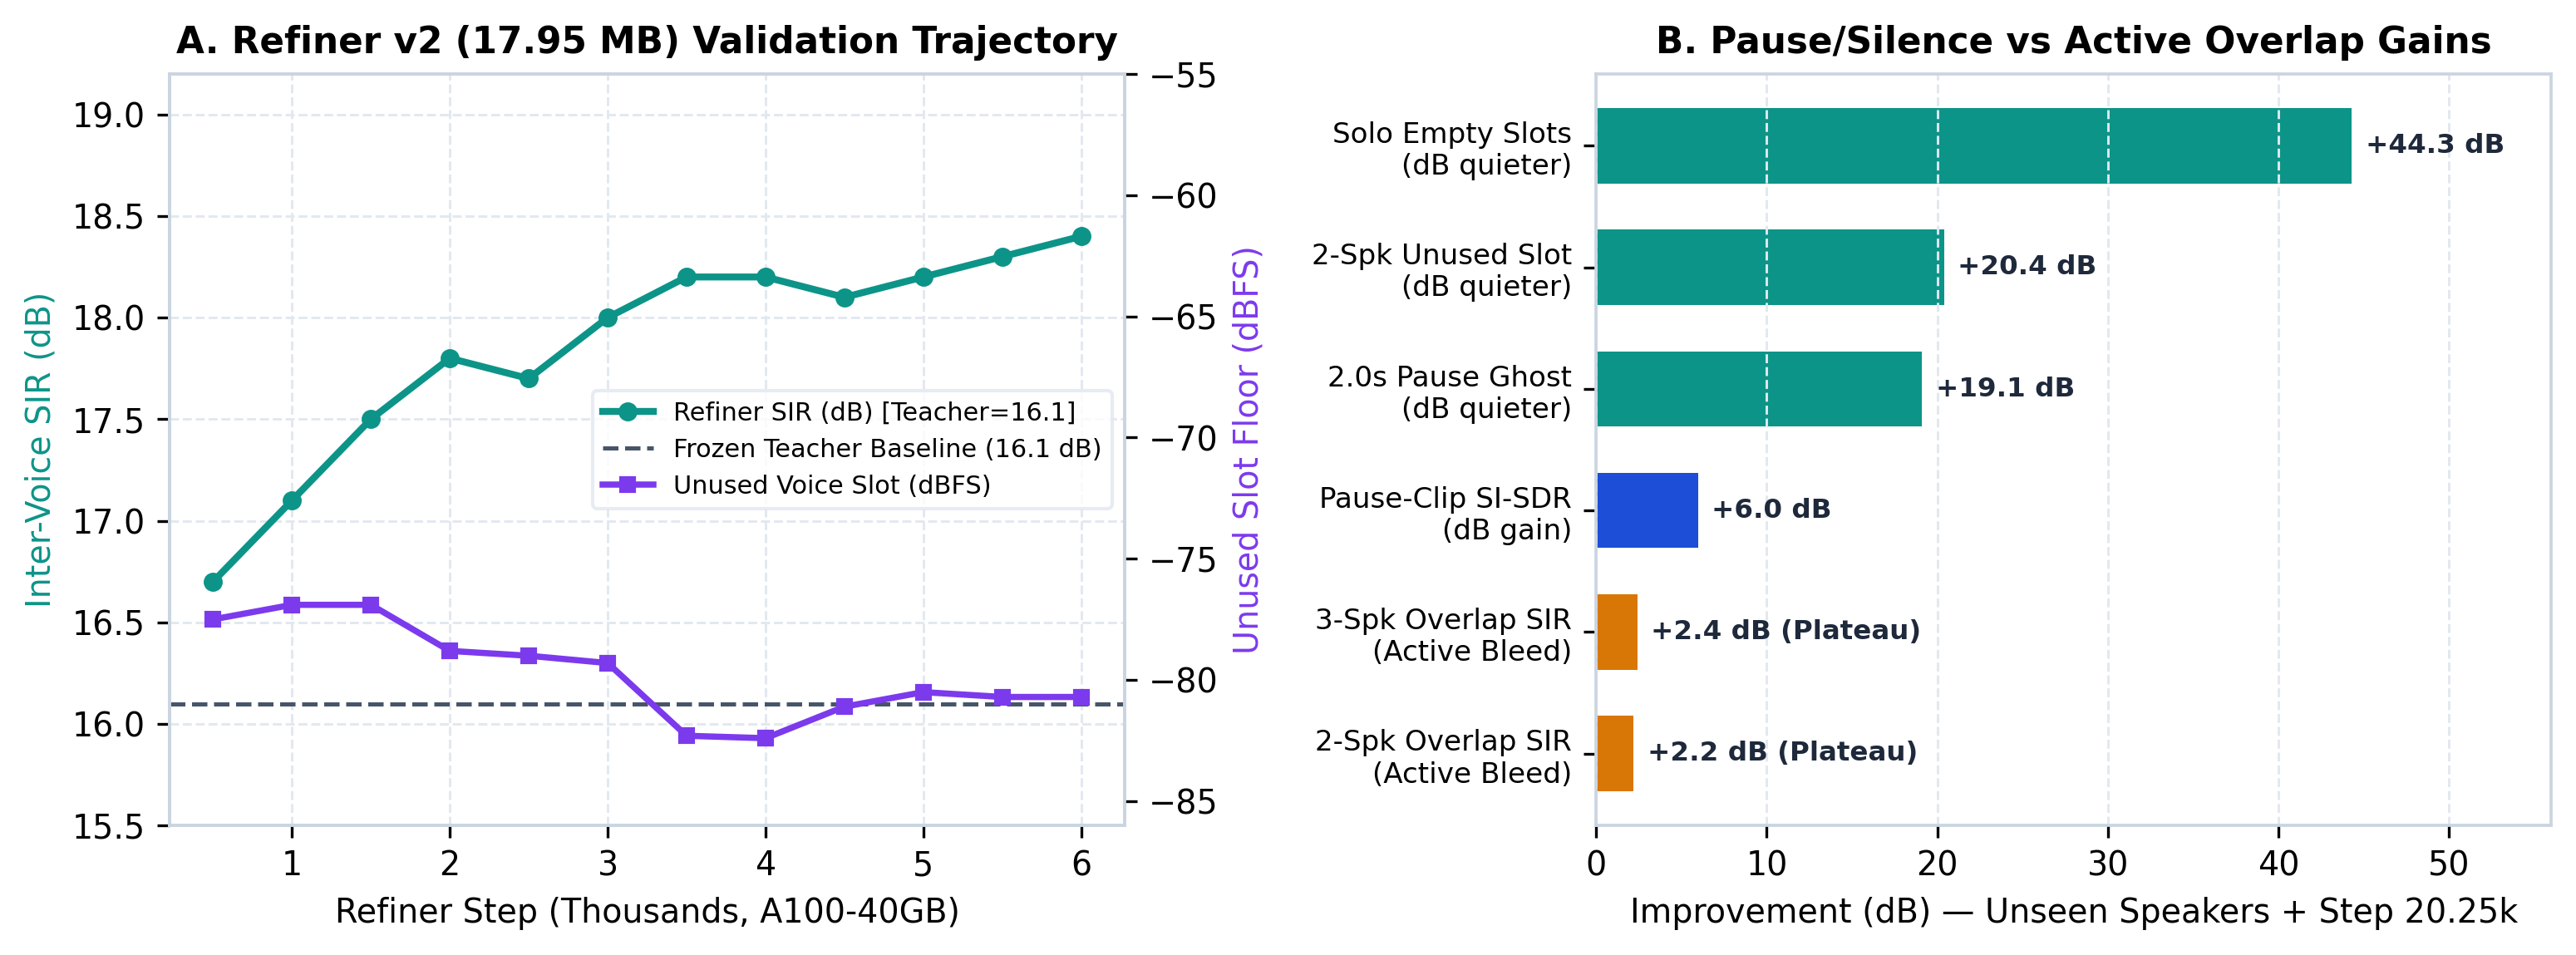 A. Refiner v2 (17.95 MB) Validation Trajectory
Inter-Voice SIR (dB)
19.0
18.5
18.0
17.5
17.0
16.5
16.0
15.5
−55
−60
−65
−70
−75
−80
−85
Unused Slot Floor (dBFS)
Refiner SIR (dB) [Teacher=16.1]
Frozen Teacher Baseline (16.1 dB)
Unused Voice Slot (dBFS)
1 2 3 4 5 6
Refiner Step (Thousands, A100-40GB)
B. Pause/Silence vs Active Overlap Gains
Solo Empty Slots
(dB quieter)
+44.3 dB
2-Spk Unused Slot
(dB quieter)
+20.4 dB
2.0s Pause Ghost
(dB quieter)
+19.1 dB
Pause-Clip SI-SDR
(dB gain)
+6.0 dB
3-Spk Overlap SIR
(Active Bleed)
+2.4 dB (Plateau)
2-Spk Overlap SIR
(Active Bleed)
+2.2 dB (Plateau)
0 10 20 30 40 50
Improvement (dB) — Unseen Speakers + Step 20.25k